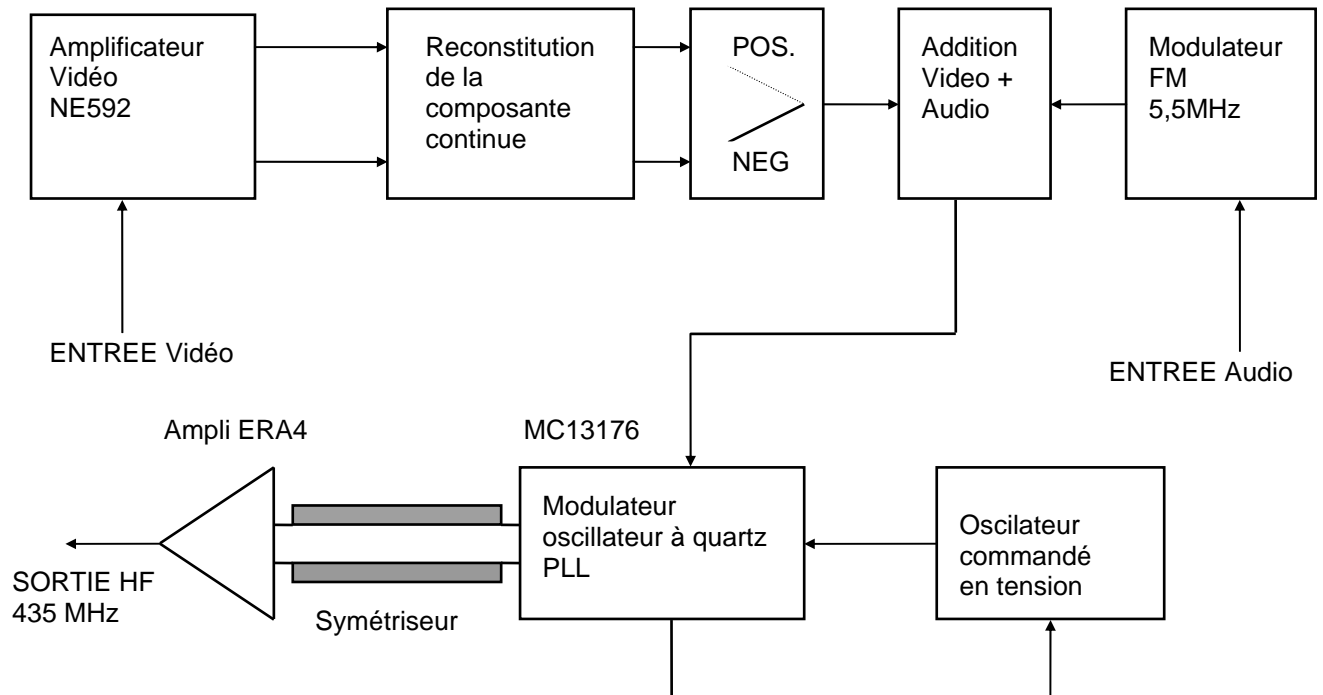 Amplificateur
Vidéo
NE592
Reconstitution
de la
composante
continue
POS.
NEG
Addition
Video +
Audio
Modulateur
FM
5,5MHz
ENTREE Vidéo
ENTREE Audio
Ampli ERA4
MC13176
Modulateur
oscillateur à quartz
PLL
Oscilateur
commandé
en tension
SORTIE HF
435 MHz
Symétriseur